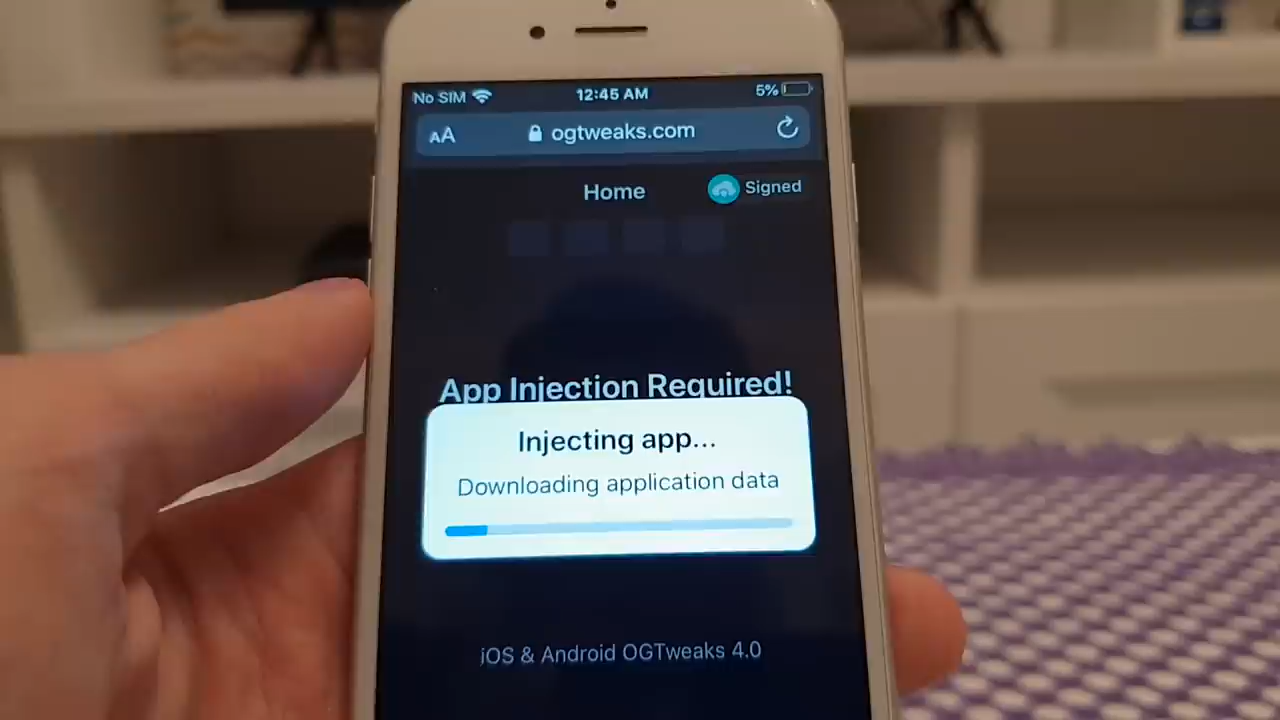 No SIM 12:45 AM 5%
AA ogtweaks.com
Home Signed
App Injection Required!
Injecting app...
Downloading application data
iOS & Android OGTweaks 4.0